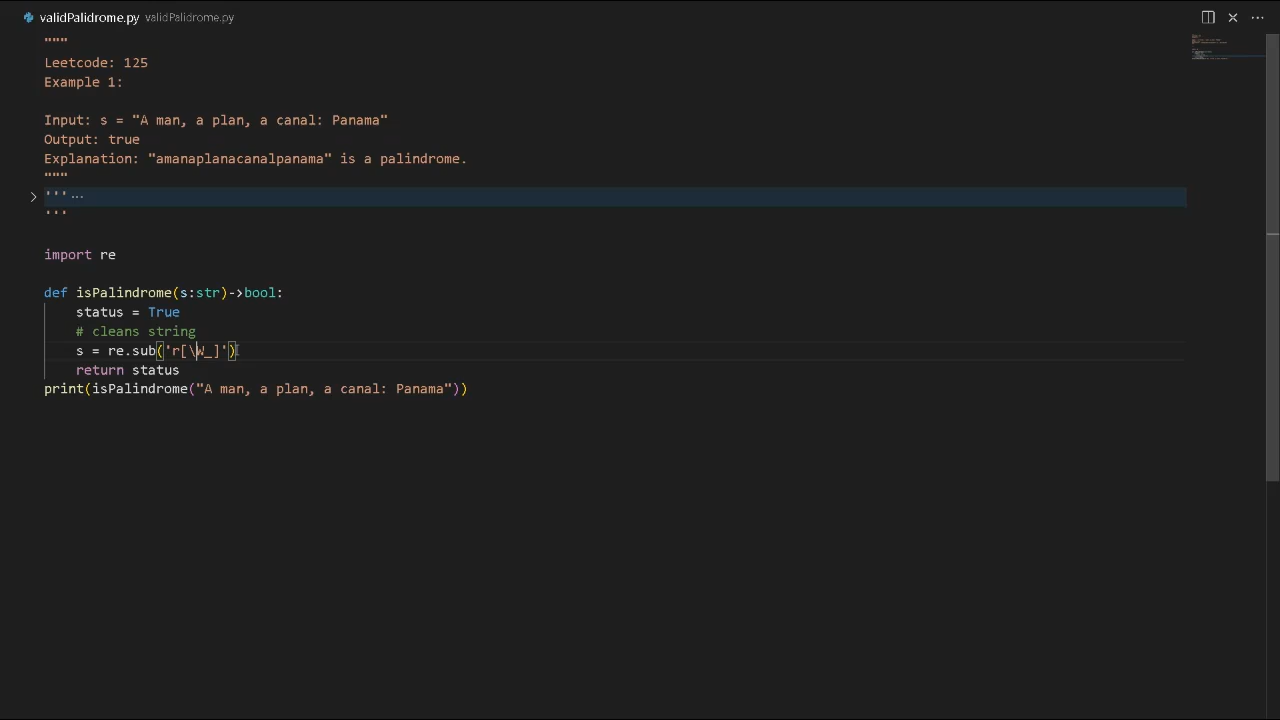 validPalidrome.py validPalidrome.py
"""
Leetcode: 125
Example 1:
Input: s = "A man, a plan, a canal: Panama"
Output: true
Explanation: "amanaplanacanalpanama" is a palindrome.
"""
'''...
'''
import re
def isPalindrome(s:str)->bool:
status = True
# cleans string
s = re.sub('r[\W_]')
return status
print(isPalindrome("A man, a plan, a canal: Panama"))